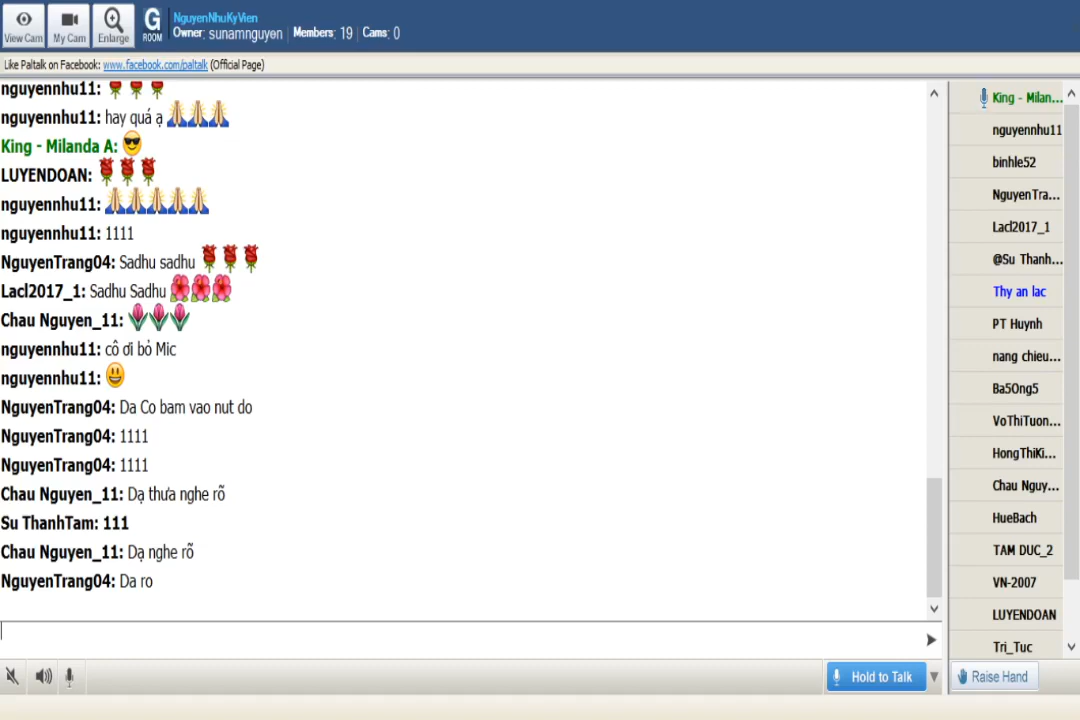 View Cam
My Cam
Enlarge
G
ROOM
NguyenNhuKyVien
Owner: sunamnguyen | Members: 19 | Cams: 0
Like Paltalk on Facebook: www.facebook.com/paltalk (Official Page)
nguyennhu11:
nguyennhu11: hay quá ạ
King - Milanda A:
LUYENDOAN:
nguyennhu11:
nguyennhu11: 1111
NguyenTrang04: Sadhu sadhu
Lacl2017_1: Sadhu Sadhu
Chau Nguyen_11:
nguyennhu11: cô ơi bỏ Mic
nguyennhu11:
NguyenTrang04: Da Co bam vao nut do
NguyenTrang04: 1111
NguyenTrang04: 1111
Chau Nguyen_11: Dạ thưa nghe rõ
Su ThanhTam: 111
Chau Nguyen_11: Dạ nghe rõ
NguyenTrang04: Da ro
King - Milan...
nguyennhu11
binhle52
NguyenTra...
Lacl2017_1
@Su Thanh...
Thy an lac
PT Huynh
nang chieu...
Ba5Ong5
VoThiTuon...
HongThiKi...
Chau Nguy...
HueBach
TAM DUC_2
VN-2007
LUYENDOAN
Tri_Tuc
Hold to Talk
Raise Hand